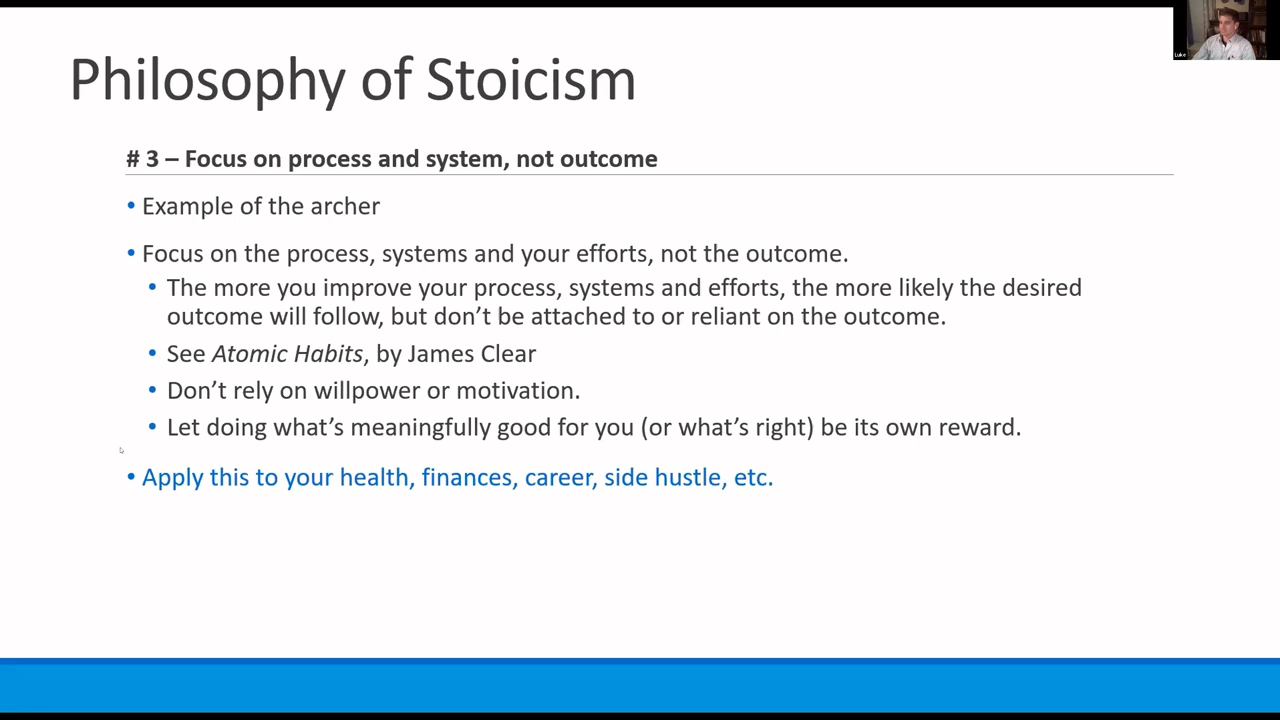 Luke
Philosophy of Stoicism
# 3 – Focus on process and system, not outcome
• Example of the archer
• Focus on the process, systems and your efforts, not the outcome.
• The more you improve your process, systems and efforts, the more likely the desired
outcome will follow, but don’t be attached to or reliant on the outcome.
• See Atomic Habits, by James Clear
• Don’t rely on willpower or motivation.
• Let doing what’s meaningfully good for you (or what’s right) be its own reward.
• Apply this to your health, finances, career, side hustle, etc.